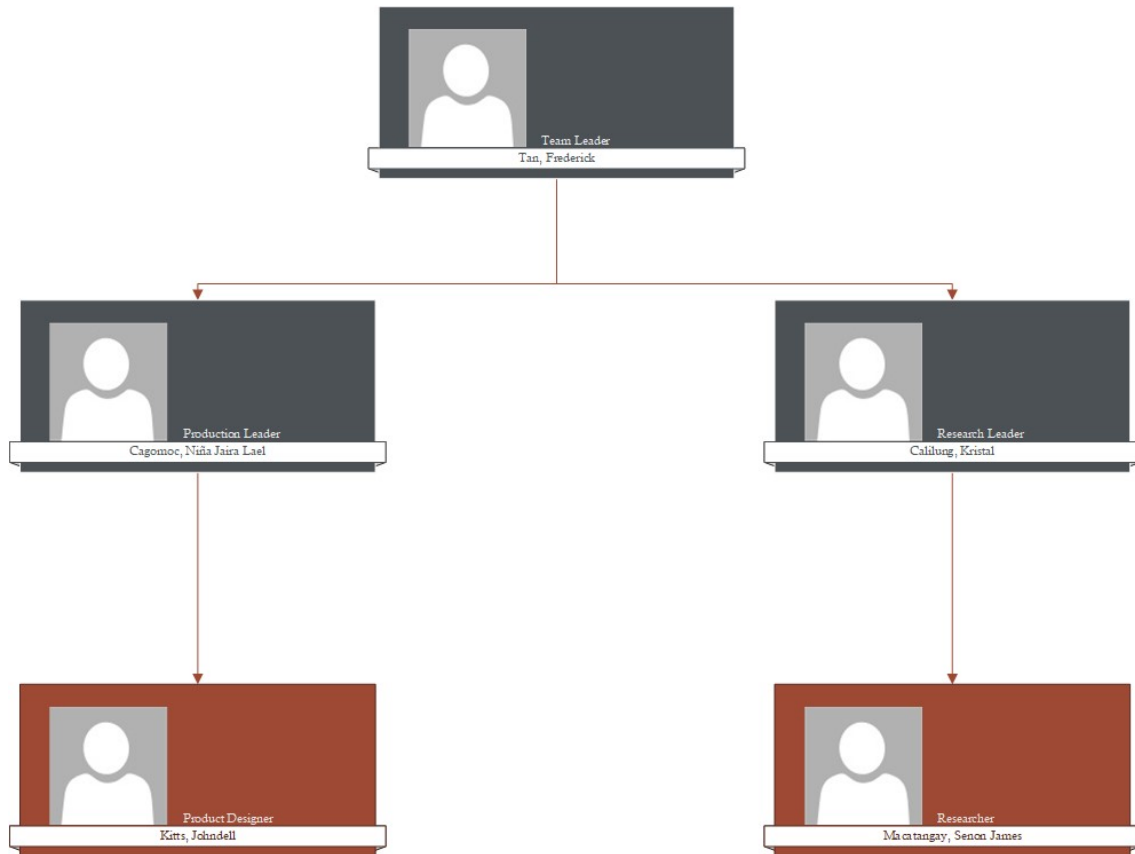 Team Leader
Tan, Frederick
Production Leader
Cagomoc, Niña Jaira Lael
Research Leader
Calilung, Kristal
Product Designer
Kitts, Johndell
Researcher
Macatangay, Senon James